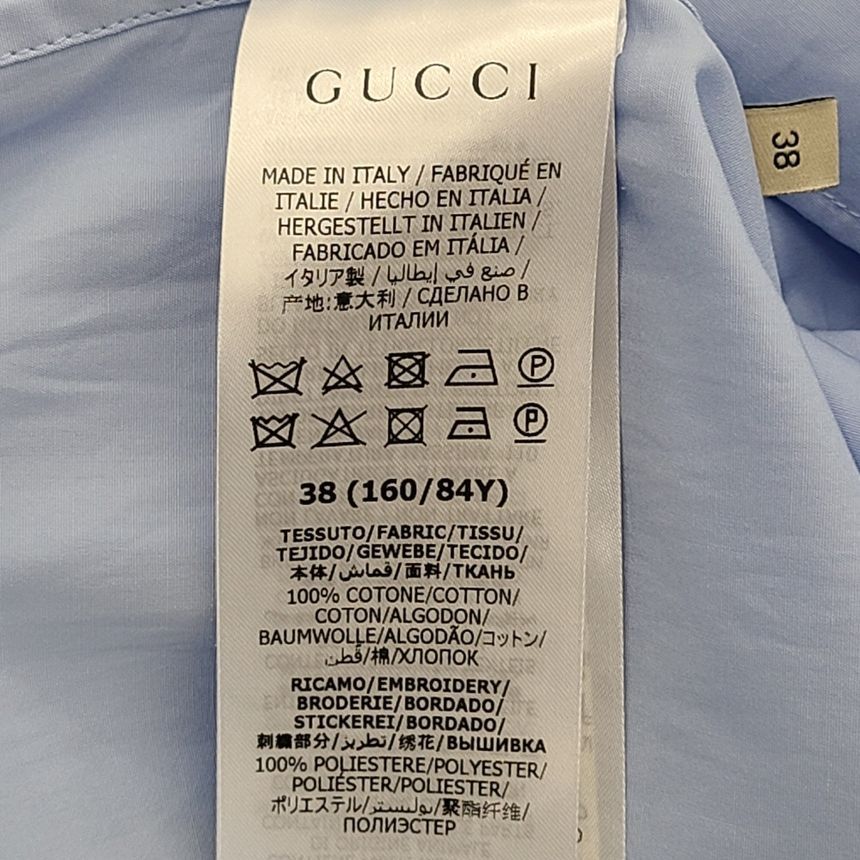 GUCCI
38
MADE IN ITALY / FABRIQUÉ EN
ITALIE / HECHO EN ITALIA /
HERGESTELLT IN ITALIEN /
FABRICADO EM ITÁLIA /
イタリア製 / صنع في إيطاليا /
产地:意大利 / СДЕЛАНО В
ИТАЛИИ
P
P
38 (160/84Y)
TESSUTO/FABRIC/TISSU/
TEJIDO/GEWEBE/TECIDO/
本体/قماش/面料/ТКАНЬ
100% COTONE/COTTON/
COTON/ALGODON/
BAUMWOLLE/ALGODÃO/コットン/
قطن/棉/ХЛОПОК
RICAMO/EMBROIDERY/
BRODERIE/BORDADO/
STICKEREI/BORDADO/
刺繍部分/تطريز/绣花/ВЫШИВКА
100% POLIESTERE/POLYESTER/
POLIÉSTER/POLIESTER/
ポリエステル/بوليستر/聚酯纤维/
ПОЛИЭСТЕР